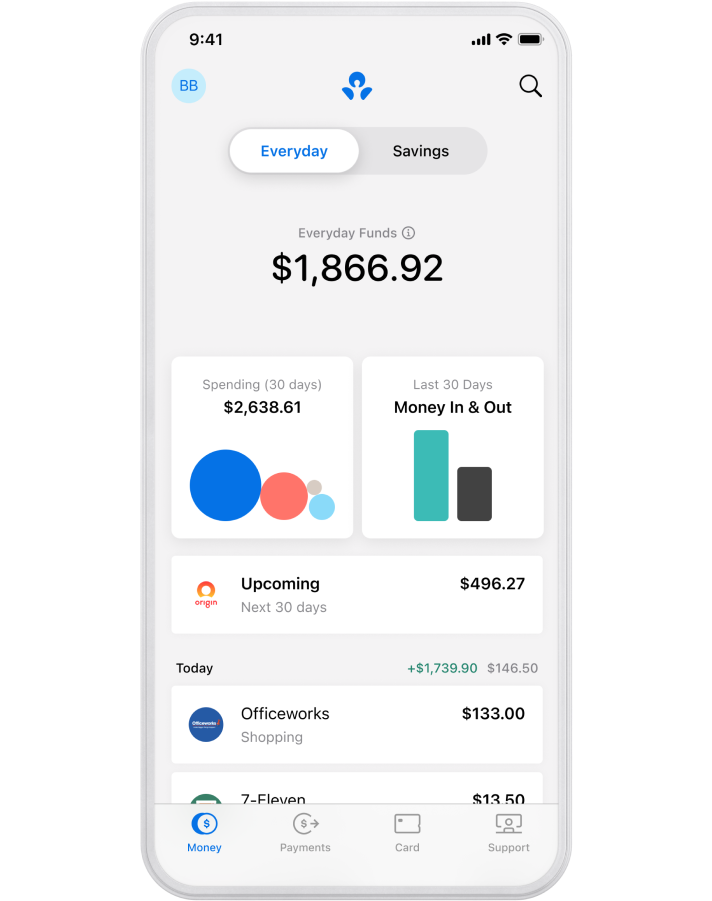 9:41
BB
Everyday Savings
Everyday Funds
$1,866.92
Spending (30 days)
$2,638.61
Last 30 Days
Money In & Out
origin
Upcoming $496.27
Next 30 days
Today +$1,739.90 $146.50
Officeworks
Officeworks $133.00
Shopping
7-Eleven $13.50
Money Payments Card Support